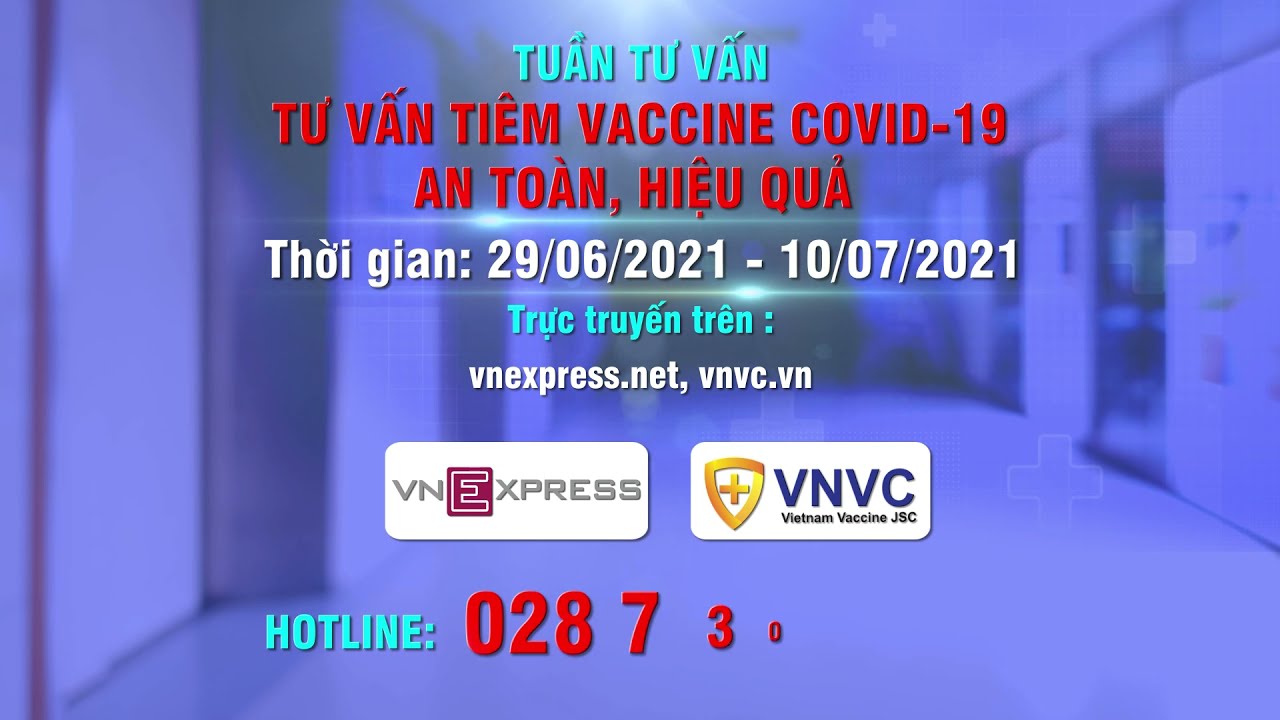 TUẦN TƯ VẤN
TƯ VẤN TIÊM VACCINE COVID-19
AN TOÀN, HIỆU QUẢ
Thời gian: 29/06/2021 - 10/07/2021
Trực truyến trên :
vnexpress.net, vnvc.vn
VNEXPRESS
VNVC
Vietnam Vaccine JSC
HOTLINE: 028 7 3 0